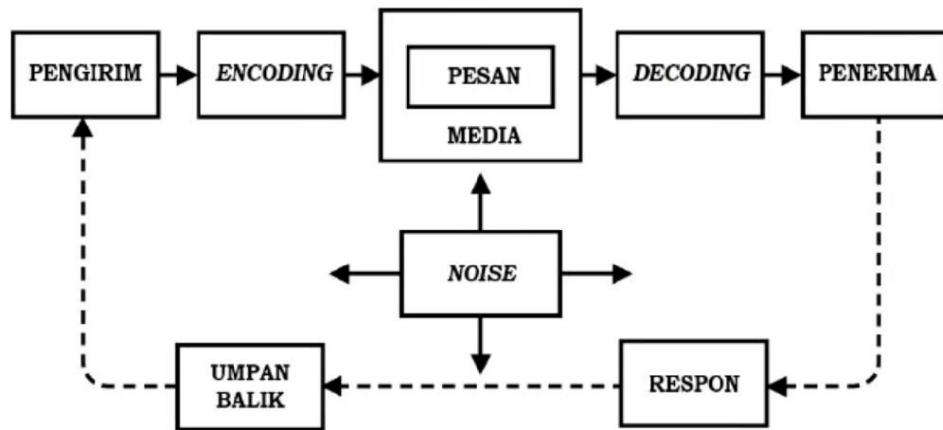 PENGIRIM
ENCODING
PESAN
MEDIA
DECODING
PENERIMA
NOISE
UMPAN
BALIK
RESPON